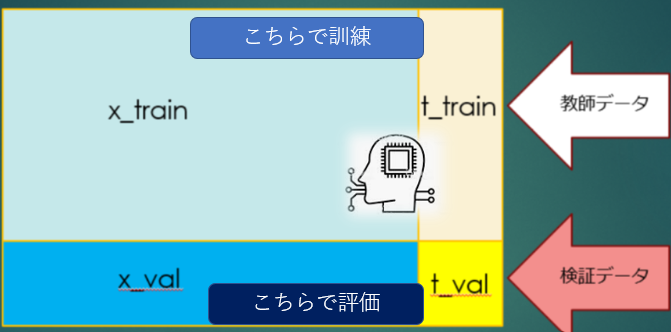 こちらで訓練
x_train
t_train
教師データ
x_val
t_val
検証データ
こちらで評価